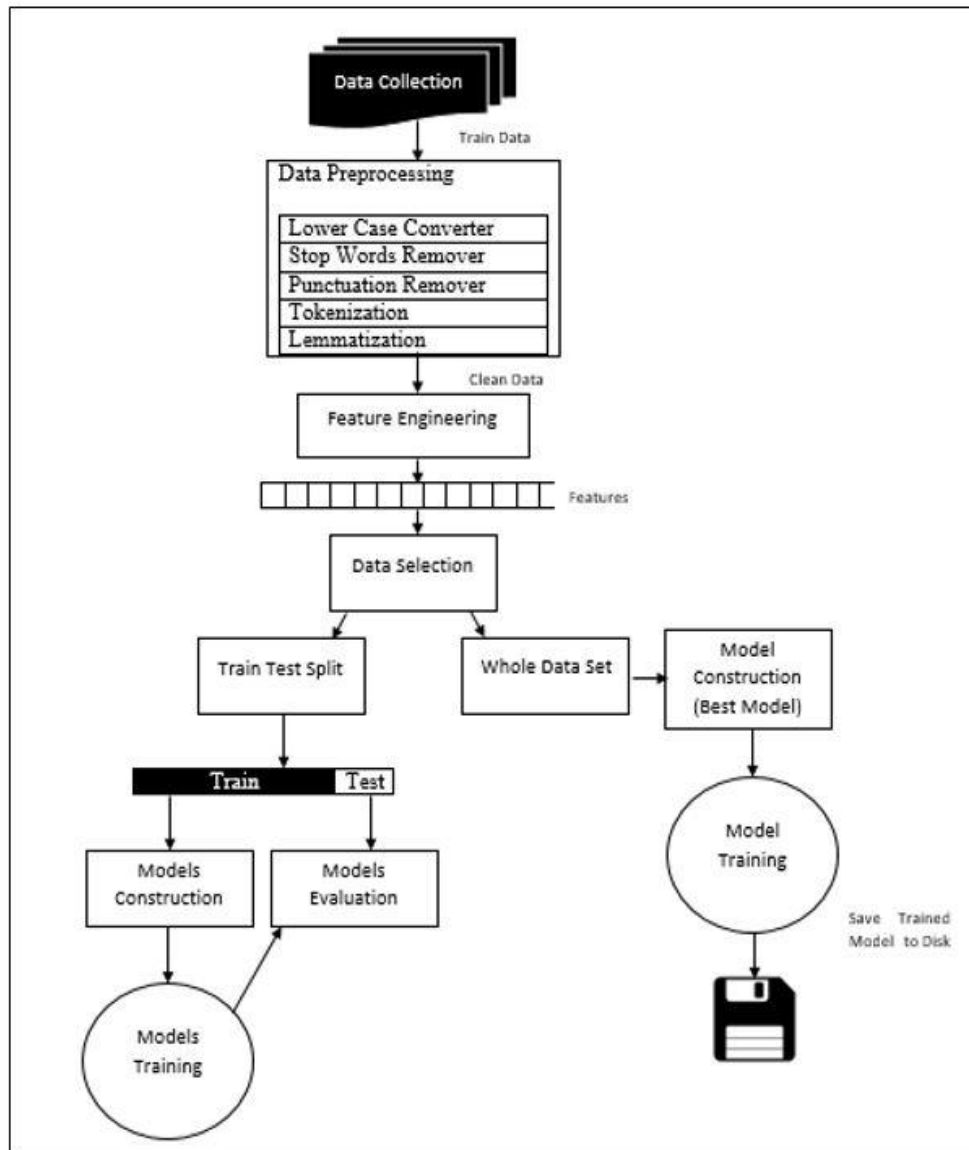 Data Collection
Train Data
Data Preprocessing
Lower Case Converter
Stop Words Remover
Punctuation Remover
Tokenization
Lemmatization
Clean Data
Feature Engineering
Features
Data Selection
Train Test Split
Whole Data Set
Model
Construction
(Best Model)
Train
Test
Model
Training
Models
Construction
Models
Evaluation
Save Trained
Model to Disk
Models
Training